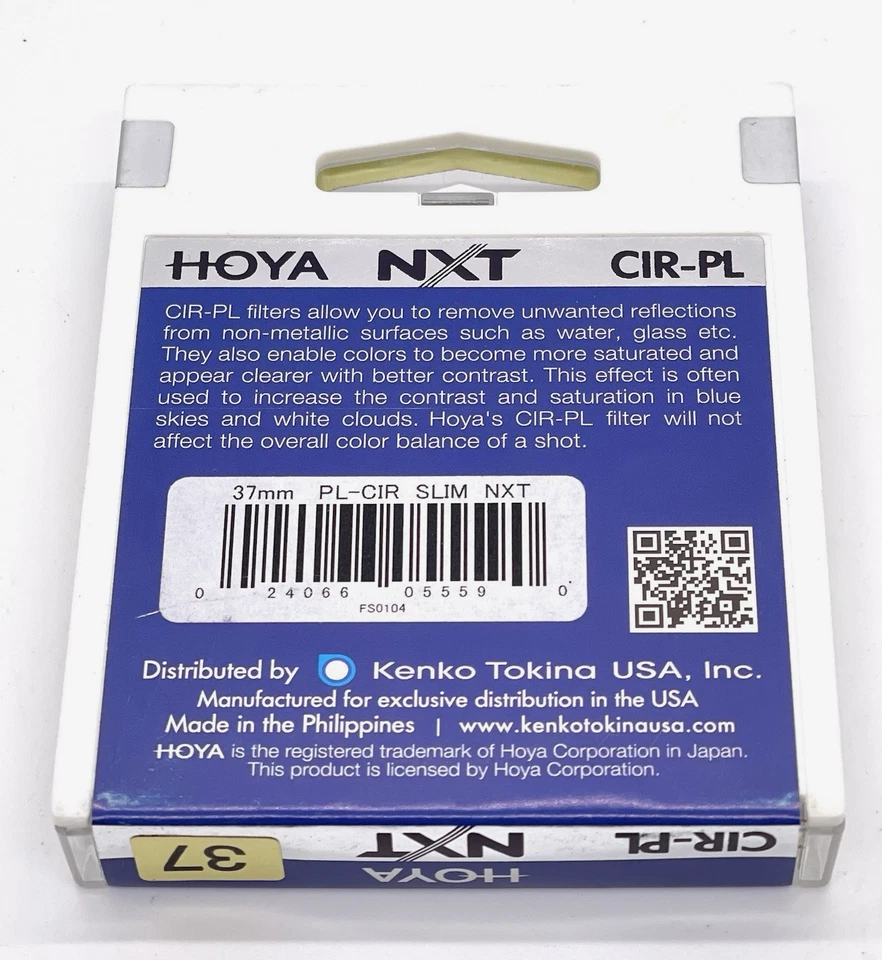 HOYA NXT CIR-PL
CIR-PL filters allow you to remove unwanted reflections
from non-metallic surfaces such as water, glass etc.
They also enable colors to become more saturated and
appear clearer with better contrast. This effect is often
used to increase the contrast and saturation in blue
skies and white clouds. Hoya's CIR-PL filter will not
affect the overall color balance of a shot.
37mm PL-CIR SLIM NXT
0 24066 05559 0
FS0104
Distributed by Kenko Tokina USA, Inc.
Manufactured for exclusive distribution in the USA
Made in the Philippines | www.kenkotokinausa.com
HOYA is the registered trademark of Hoya Corporation in Japan.
This product is licensed by Hoya Corporation.
37 NXT CIR-PL
HOYA